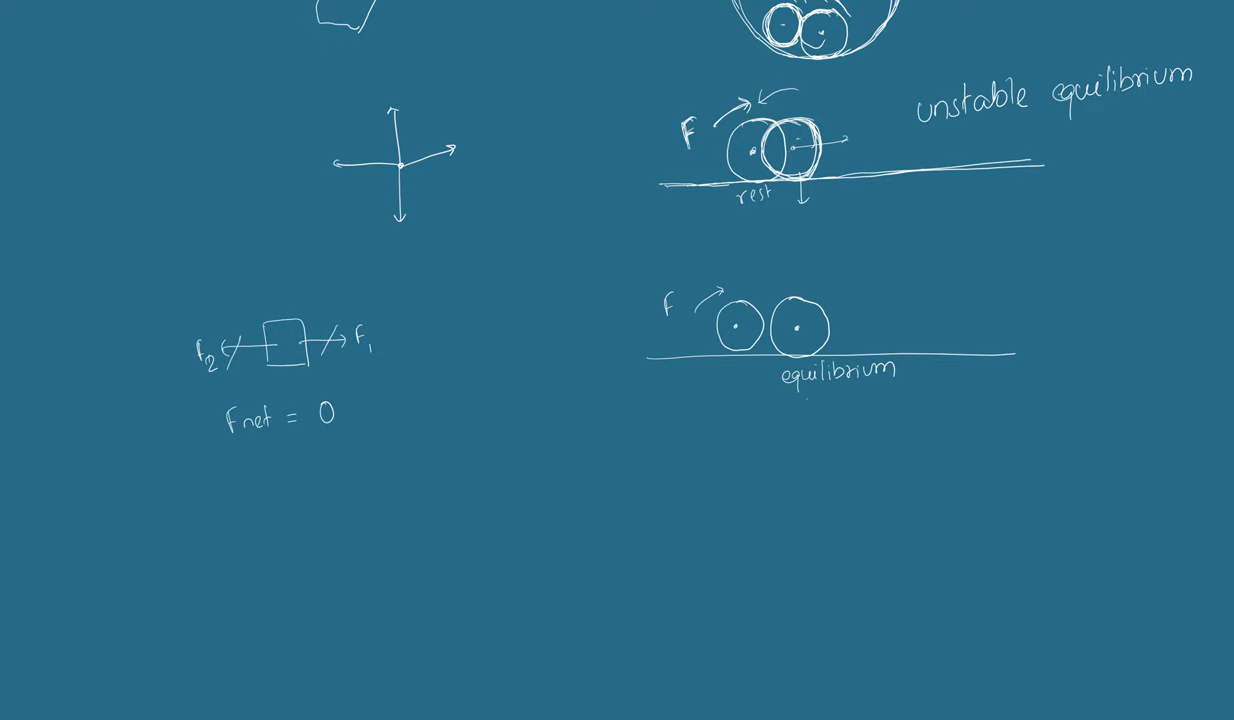 unstable equilibrium
F
rest
F
equilibrium
F2 F1
Fnet = 0